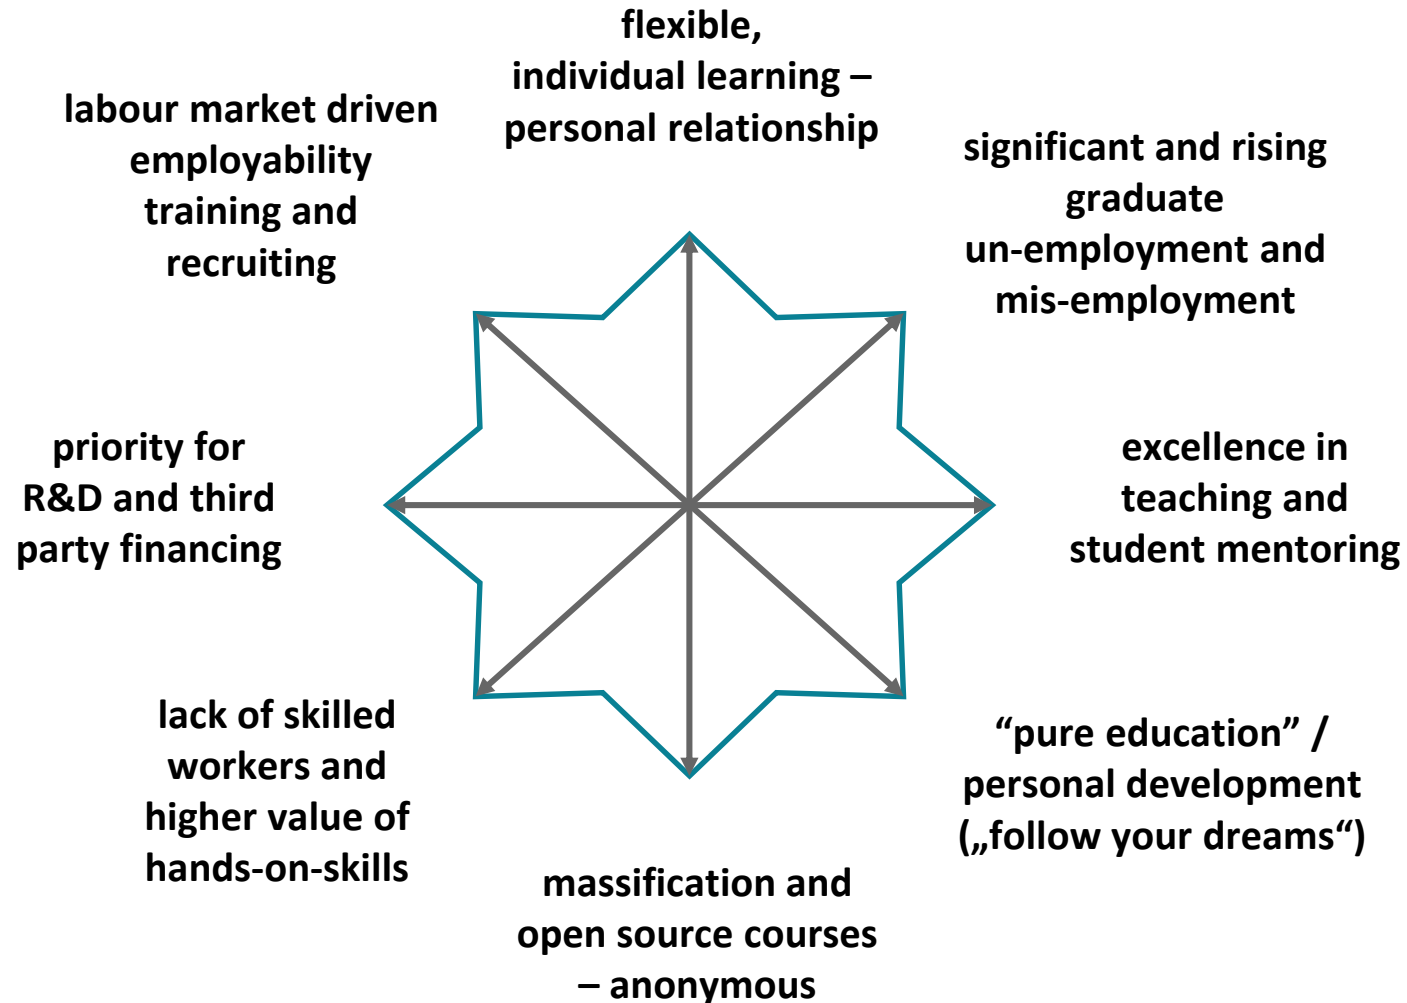 flexible,
individual learning –
personal relationship
labour market driven
employability
training and
recruiting
significant and rising
graduate
un-employment and
mis-employment
priority for
R&D and third
party financing
excellence in
teaching and
student mentoring
lack of skilled
workers and
higher value of
hands-on-skills
“pure education” /
personal development
(„follow your dreams“)
massification and
open source courses
– anonymous